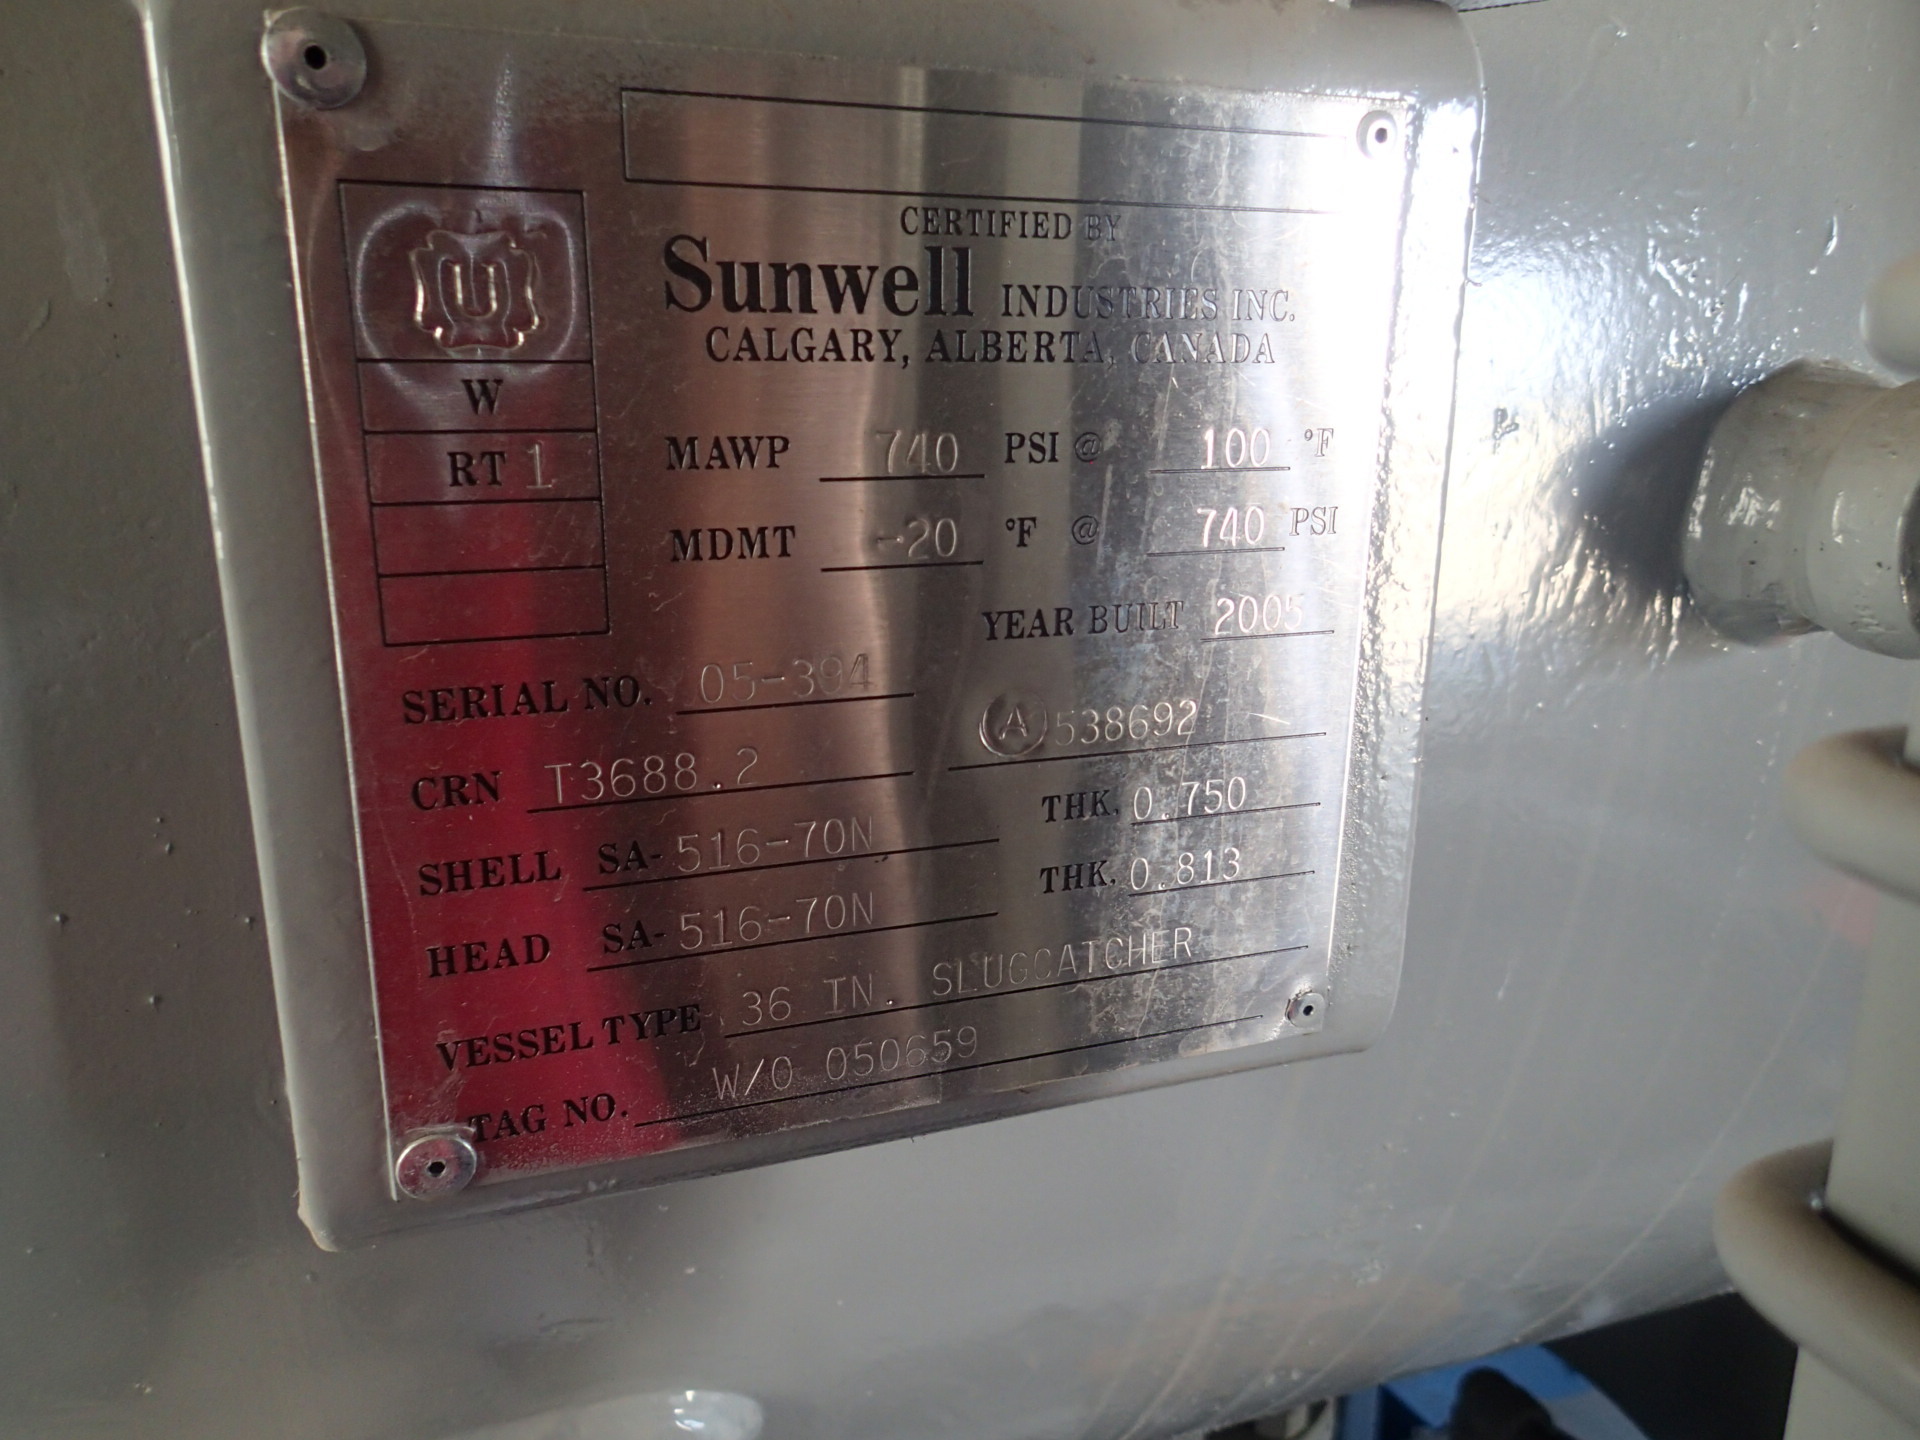 U
W
RT 1
CERTIFIED BY
Sunwell INDUSTRIES INC.
CALGARY, ALBERTA, CANADA
MAWP 740 PSI @ 100 °F
MDMT -20 °F @ 740 PSI
YEAR BUILT 2005
SERIAL NO. 05-394
A 538692
CRN T3688.2
SHELL SA-516-70N THK. 0.750
HEAD SA-516-70N THK. 0.813
VESSEL TYPE 36 IN. SLUGCATCHER
TAG NO. W/O 050659